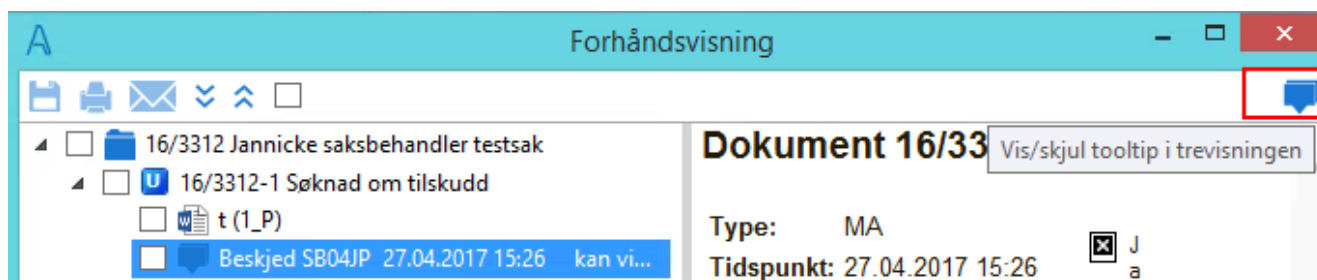 Forhåndsvisning
16/3312 Jannicke saksbehandler testsak
U 16/3312-1 Søknad om tilskudd
t (1_P)
Beskjed SB04JP 27.04.2017 15:26 kan vi...
Dokument 16/33
Vis/skjul tooltip i trevisningen
Type: MA
Tidspunkt: 27.04.2017 15:26
J
a